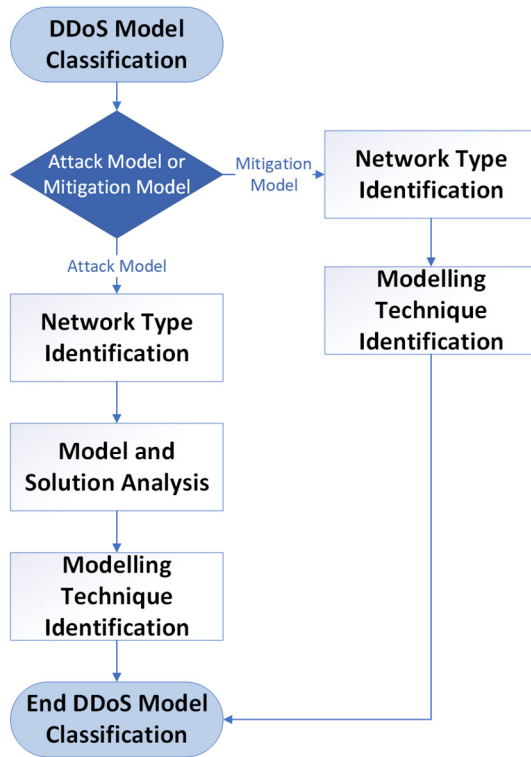 DDoS Model
Classification
Attack Model or
Mitigation Model
Mitigation
Model
Network Type
Identification
Modelling
Technique
Identification
Attack Model
Network Type
Identification
Model and
Solution Analysis
Modelling
Technique
Identification
End DDoS Model
Classification